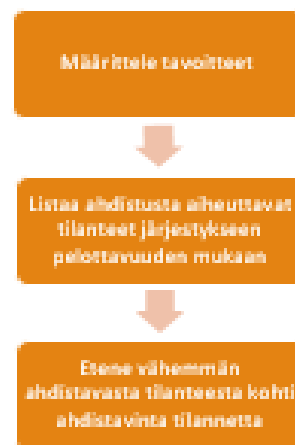 Määrittele tavoitteet
Listaa ahdistusta aiheuttavat
tilanteet järjestykseen
pelottavuuden mukaan
Etene vähemmän
ahdistavasta tilanteesta kohti
ahdistavinta tilannetta